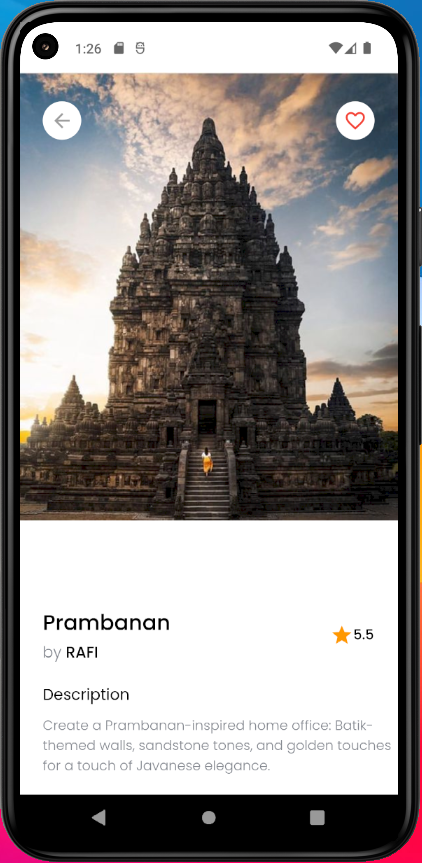 1:26
Prambanan
by RAFI
5.5
Description
Create a Prambanan-inspired home office: Batik-
themed walls, sandstone tones, and golden touches
for a touch of Javanese elegance.